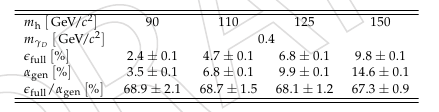 m_h [GeV/c²] 90 110 125 150
m_γD [GeV/c²] 0.4
ϵ_full [%] 2.4 ± 0.1 4.7 ± 0.1 6.8 ± 0.1 9.8 ± 0.1
α_gen [%] 3.5 ± 0.1 6.8 ± 0.1 9.9 ± 0.1 14.6 ± 0.1
ϵ_full/α_gen [%] 68.9 ± 2.1 68.7 ± 1.5 68.1 ± 1.2 67.3 ± 0.9